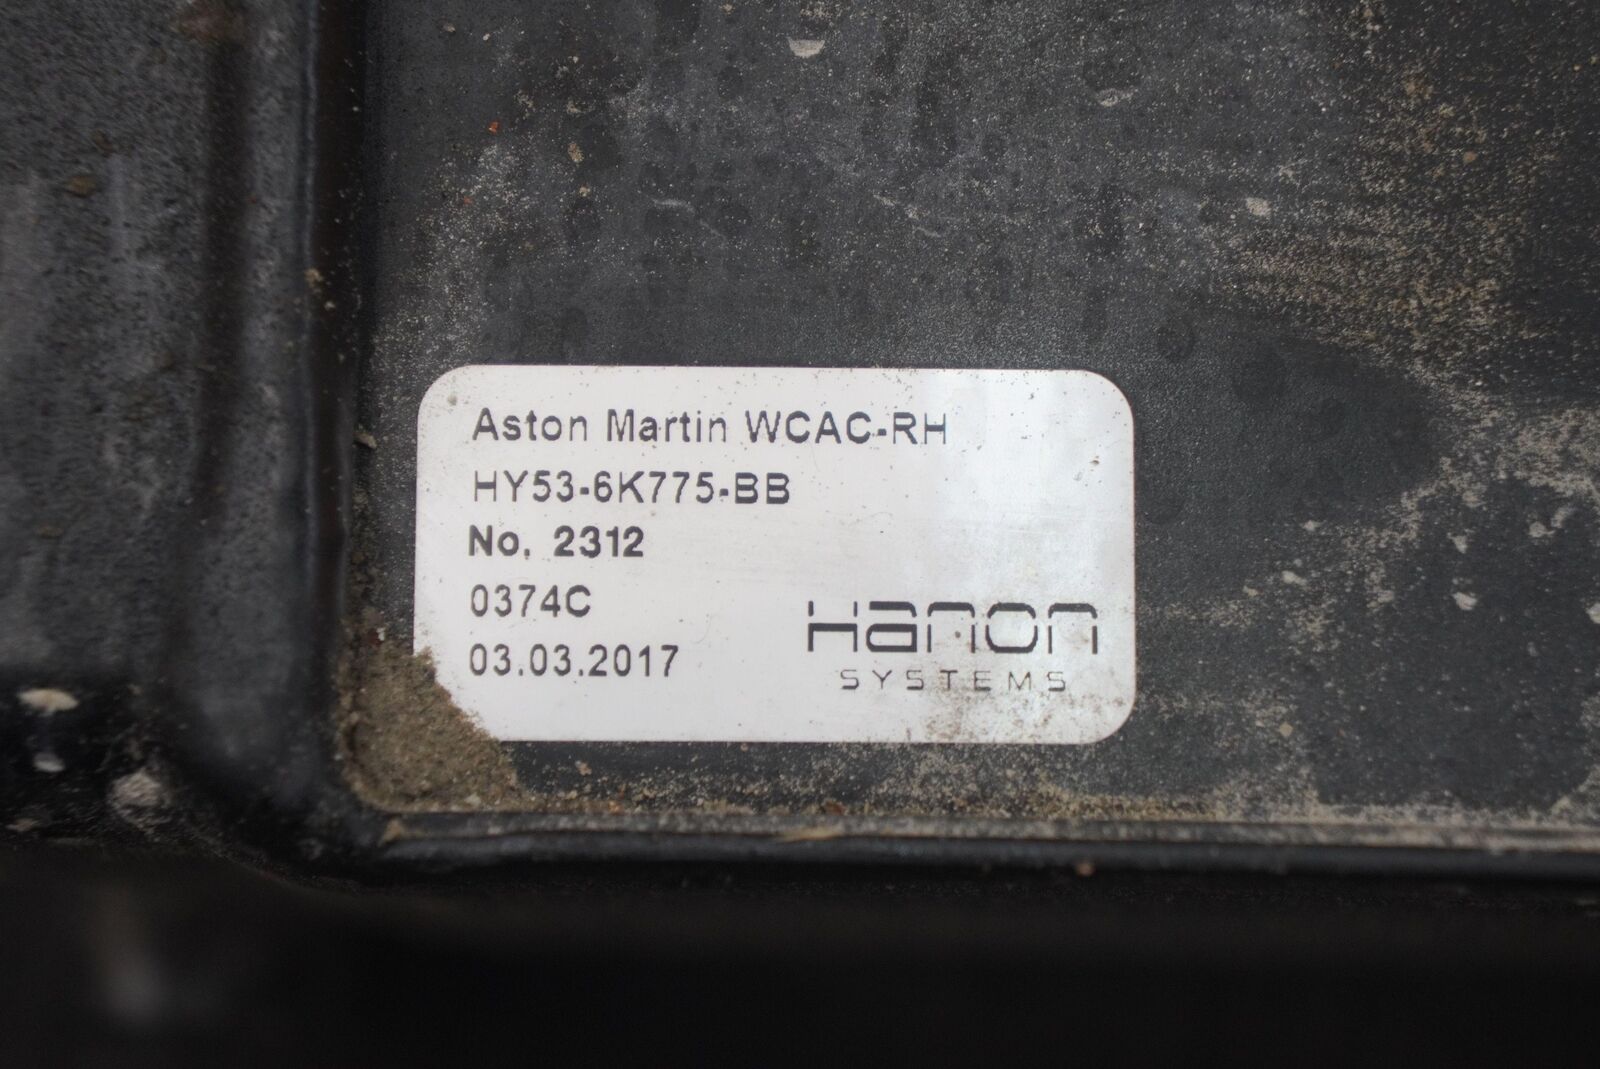 Aston Martin WCAC-RH
HY53-6K775-BB
No. 2312
0374C
03.03.2017
Hanon
SYSTEMS